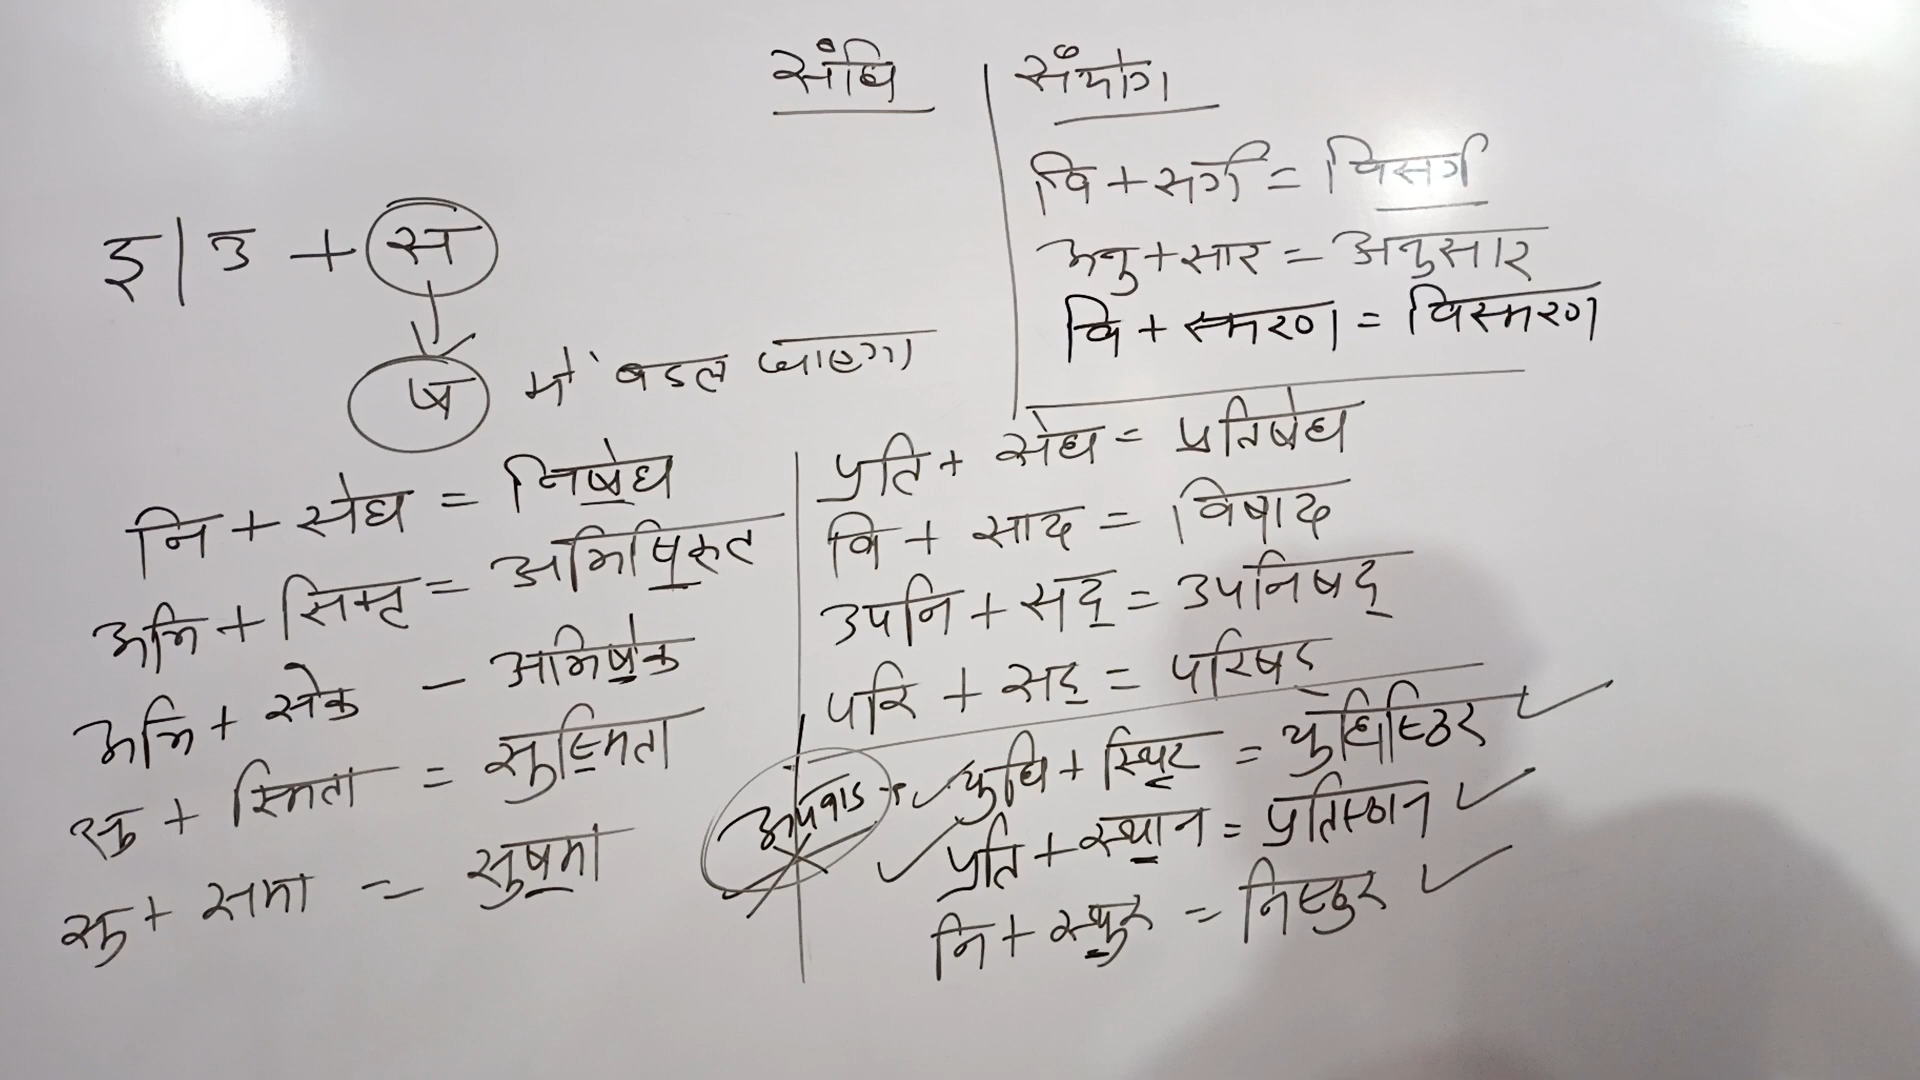 संधि | संयोग
वि + सर्ग = विसर्ग
अनु + सार = अनुसार
वि + स्मरण = विस्मरण
इ | उ + स
ष में बदल जाएगा
नि + सेध = निषेध
अभि + सिक्त = अभिषिक्त
अभि + सेक - अभिषेक
सु + स्मिता = सुष्मिता
सु + समा = सुषमा
प्रति + सेध = प्रतिषेध
वि + साद = विषाद
उपनि + सद् = उपनिषद्
परि + सद् = परिषद्
अपवाद → ✓ युधि + स्थिर = युधिष्ठिर ✓
✓ प्रति + स्थान = प्रतिष्ठान ✓
नि + स्थुर = निष्ठुर ✓